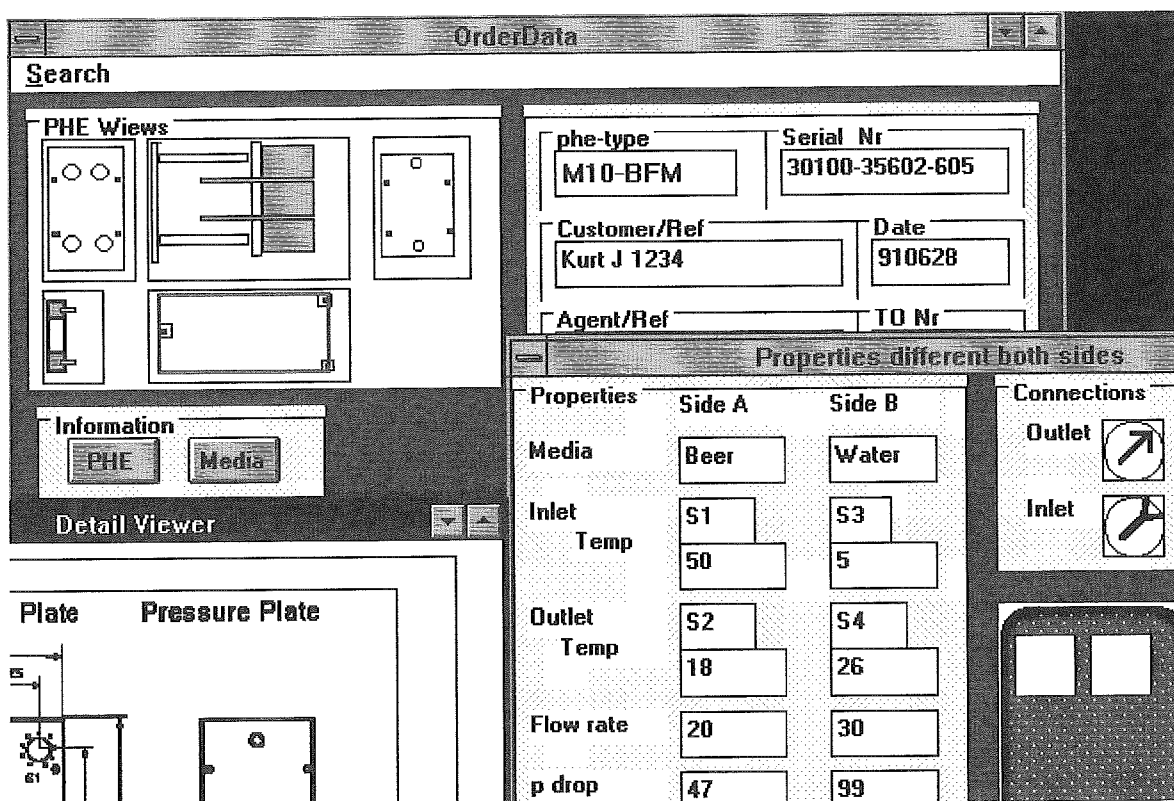 OrderData
Search
PHE Wiews
phe-type
M10-BFM
Serial Nr
30100-35602-605
Customer/Ref
Kurt J 1234
Date
910628
Agent/Ref
TO Nr
Information
PHE
Media
Detail Viewer
Plate
Pressure Plate
S1
Properties different both sides
Properties Side A Side B
Media Beer Water
Inlet S1 S3
Temp 50 5
Outlet S2 S4
Temp 18 26
Flow rate 20 30
p drop 47 99
Connections
Outlet
Inlet